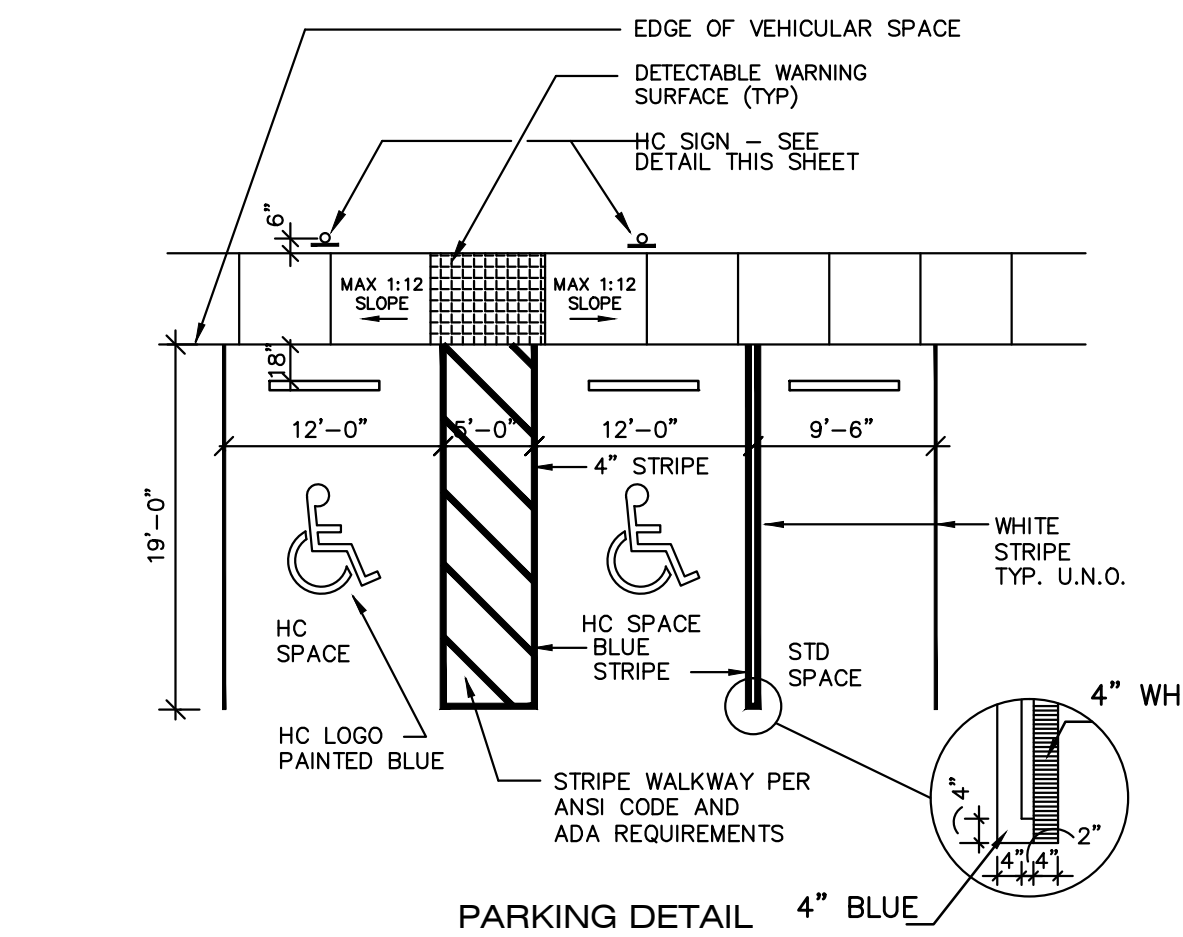 EDGE OF VEHICULAR SPACE
DETECTABLE WARNING
SURFACE (TYP)
HC SIGN – SEE
DETAIL THIS SHEET
6"
MAX 1:12
SLOPE
MAX 1:12
SLOPE
18"
12'–0"
5'–0"
12'–0"
9'–6"
4" STRIPE
19'–0"
WHITE
STRIPE
TYP. U.N.O.
HC
SPACE
HC SPACE
BLUE
STRIPE
STD
SPACE
4" WH
HC LOGO
PAINTED BLUE
STRIPE WALKWAY PER
ANSI CODE AND
ADA REQUIREMENTS
4"
2"
4"
4"
4" BLUE
PARKING DETAIL